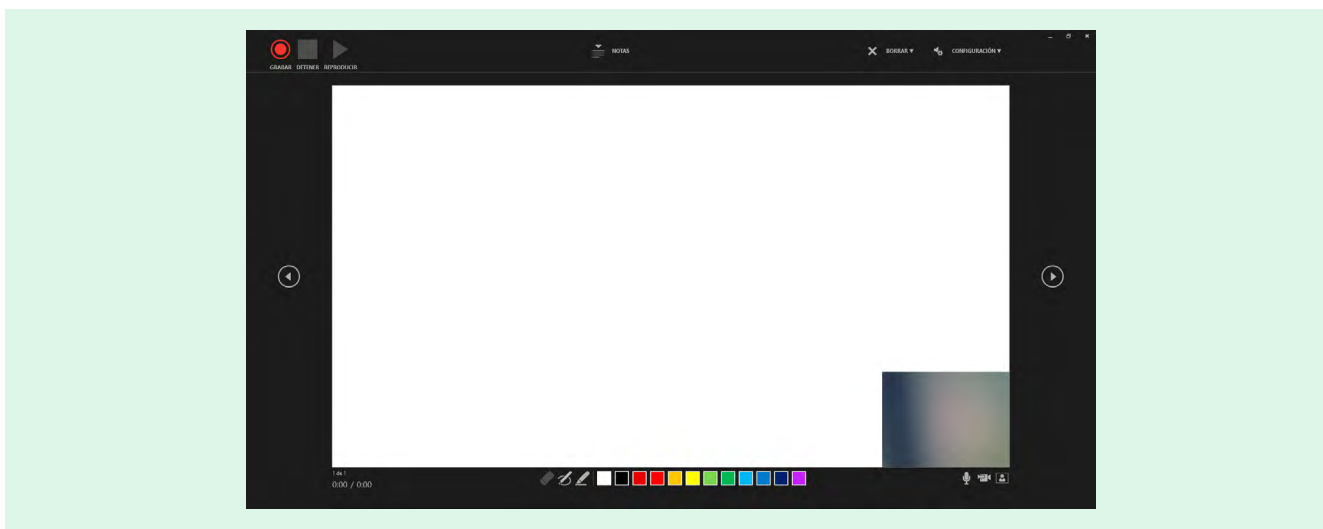 NOTAS
BORRAR
CONFIGURACIÓN
GRABAR DETENER REPRODUCIR
1 de 1
0:00 / 0:00